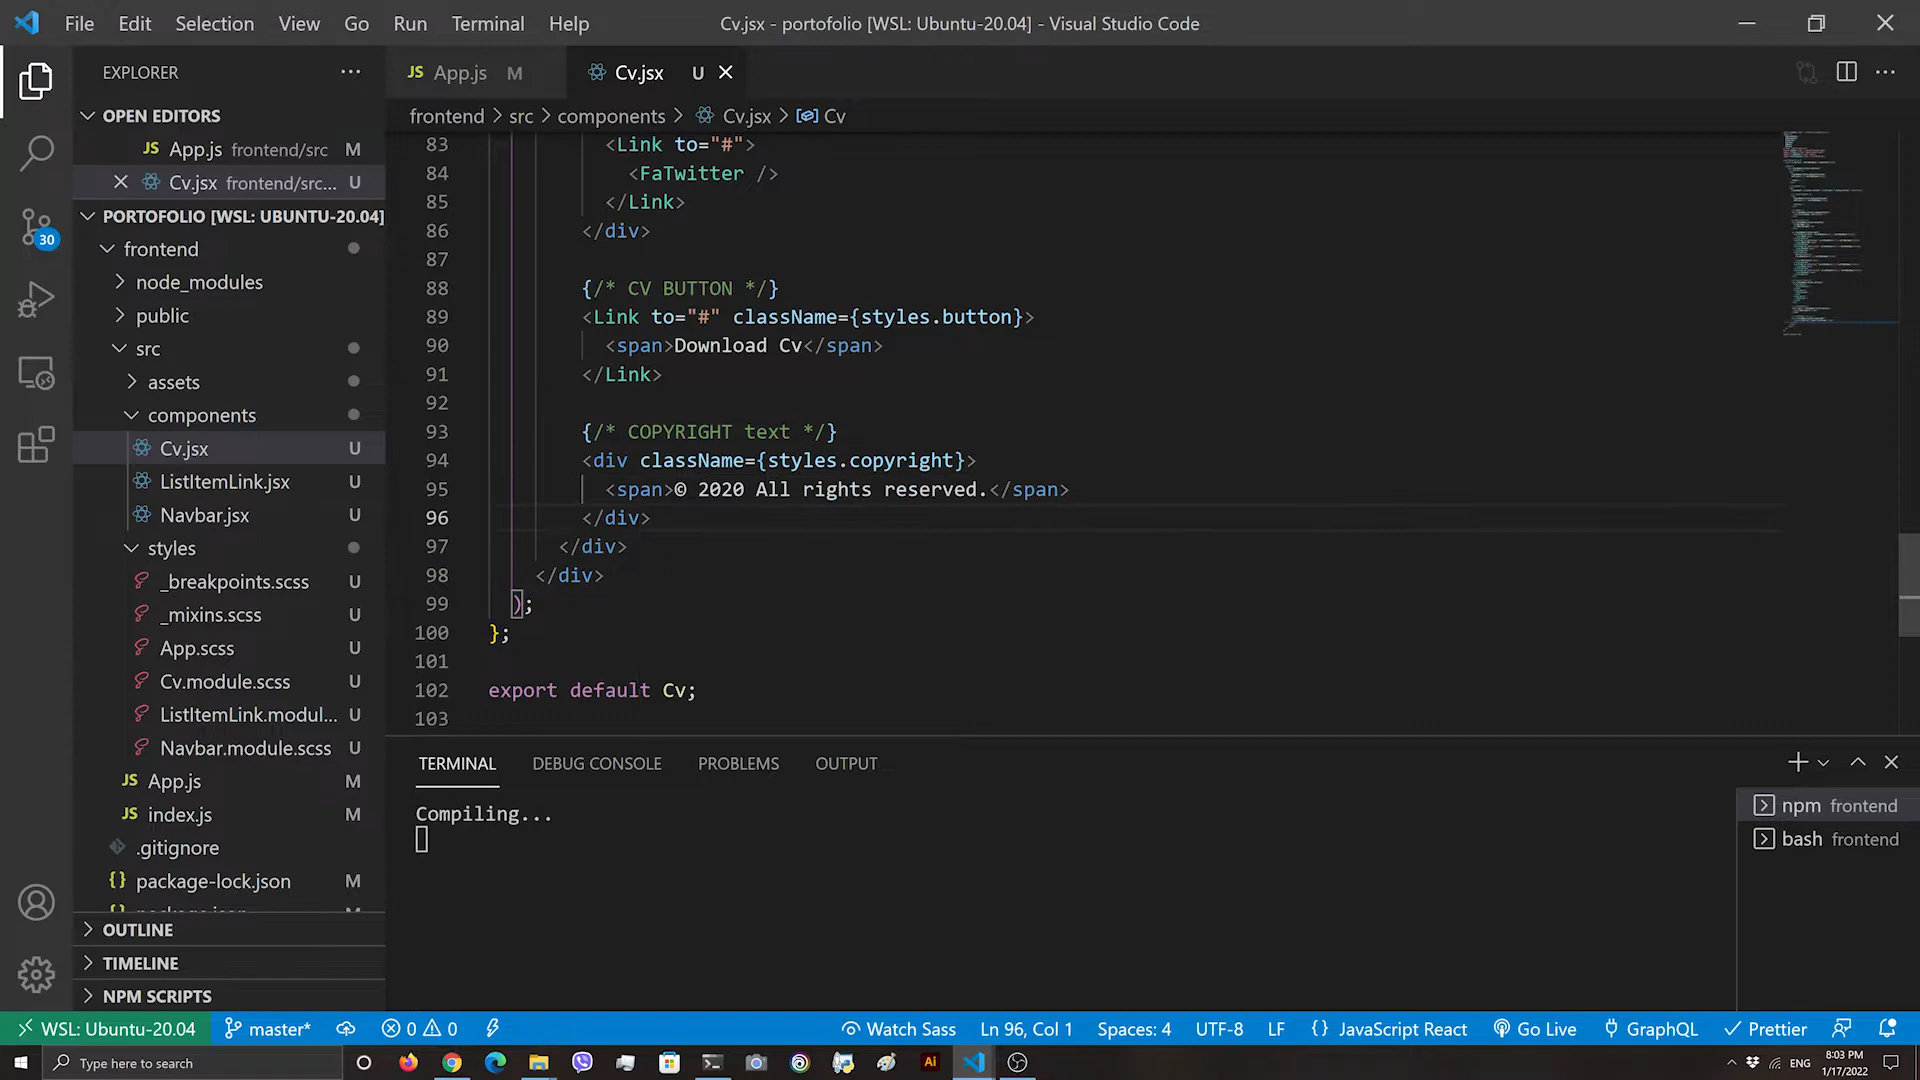 File Edit Selection View Go Run Terminal Help
Cv.jsx - portofolio [WSL: Ubuntu-20.04] - Visual Studio Code
EXPLORER
OPEN EDITORS
JS App.js frontend/src M
Cv.jsx frontend/src... U
PORTOFOLIO [WSL: UBUNTU-20.04]
frontend
node_modules
public
src
assets
components
Cv.jsx U
ListItemLink.jsx U
Navbar.jsx U
styles
_breakpoints.scss U
_mixins.scss U
App.scss U
Cv.module.scss U
ListItemLink.modul... U
Navbar.module.scss U
JS App.js M
JS index.js M
.gitignore
{} package-lock.json M
OUTLINE
TIMELINE
NPM SCRIPTS
30
JS App.js M
Cv.jsx U
frontend > src > components > Cv.jsx > Cv
83 <Link to="#">
84 <FaTwitter />
85 </Link>
86 </div>
87
88 {/* CV BUTTON */}
89 <Link to="#" className={styles.button}>
90 <span>Download Cv</span>
91 </Link>
92
93 {/* COPYRIGHT text */}
94 <div className={styles.copyright}>
95 <span>© 2020 All rights reserved.</span>
96 </div>
97 </div>
98 </div>
99 );
100 };
101
102 export default Cv;
103
TERMINAL DEBUG CONSOLE PROBLEMS OUTPUT
Compiling...
npm frontend
bash frontend
WSL: Ubuntu-20.04 master* 0 0
Watch Sass Ln 96, Col 1 Spaces: 4 UTF-8 LF {} JavaScript React Go Live GraphQL Prettier
Type here to search
Ai
ENG
8:03 PM
1/17/2022